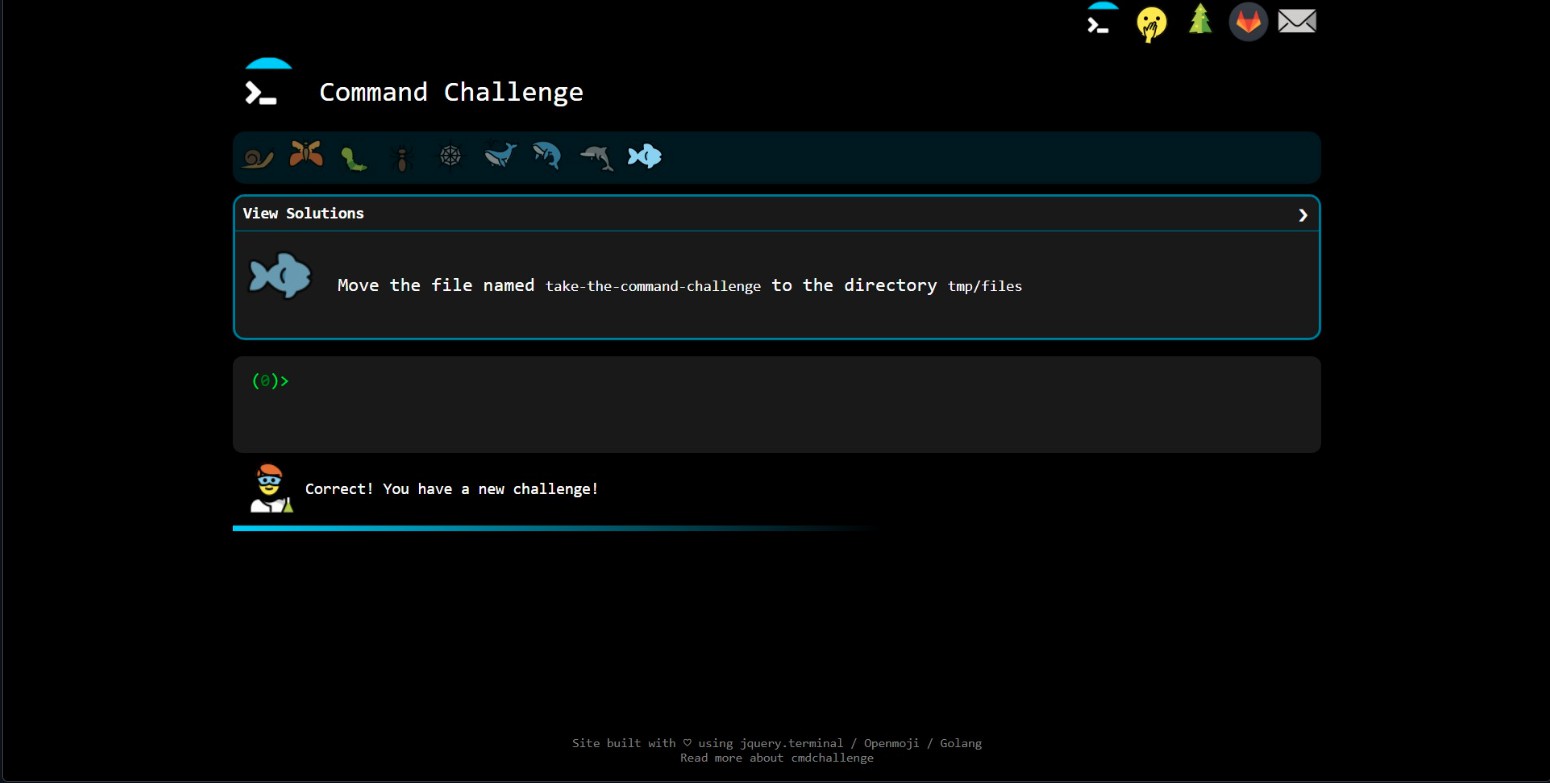 Command Challenge
View Solutions
❯
Move the file named take-the-command-challenge to the directory tmp/files
(0)>
Correct! You have a new challenge!
Site built with ♡ using jquery.terminal / Openmoji / Golang
Read more about cmdchallenge